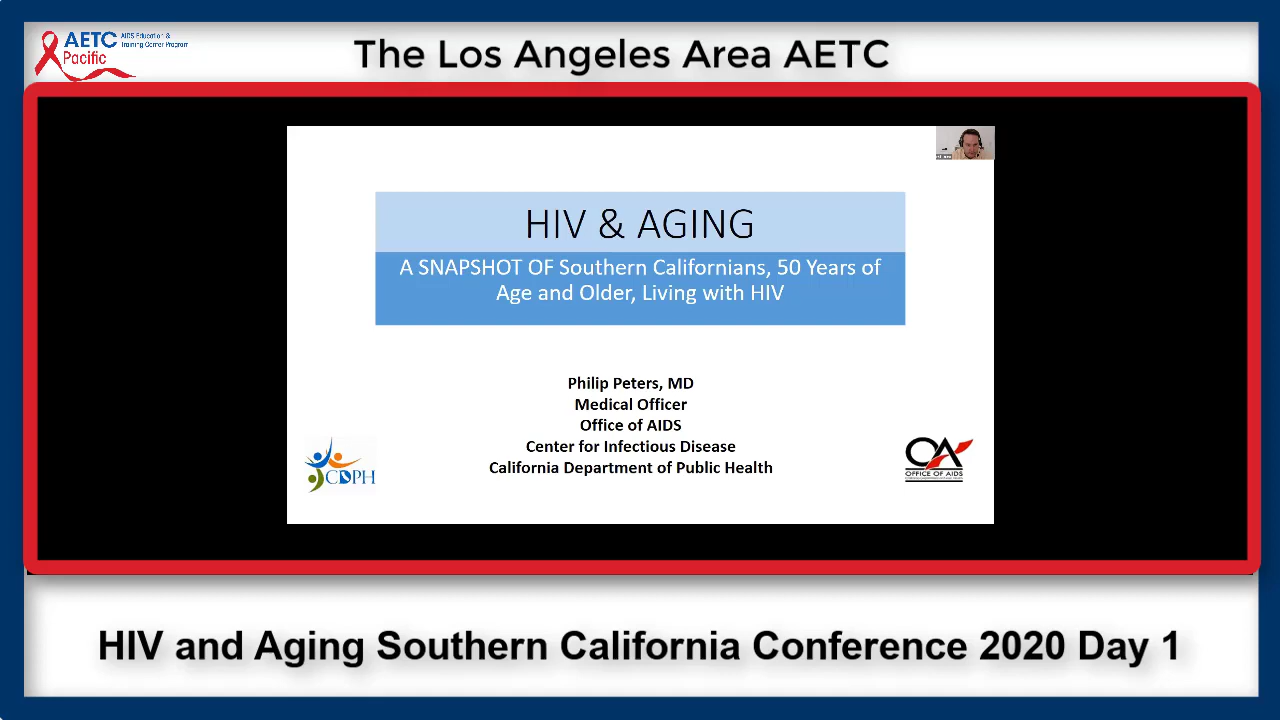 AETC AIDS Education &
Training Center Program
Pacific
The Los Angeles Area AETC
HIV & AGING
A SNAPSHOT OF Southern Californians, 50 Years of
Age and Older, Living with HIV
Philip Peters, MD
Medical Officer
Office of AIDS
Center for Infectious Disease
California Department of Public Health
CDPH
OA
OFFICE OF AIDS
HIV and Aging Southern California Conference 2020 Day 1